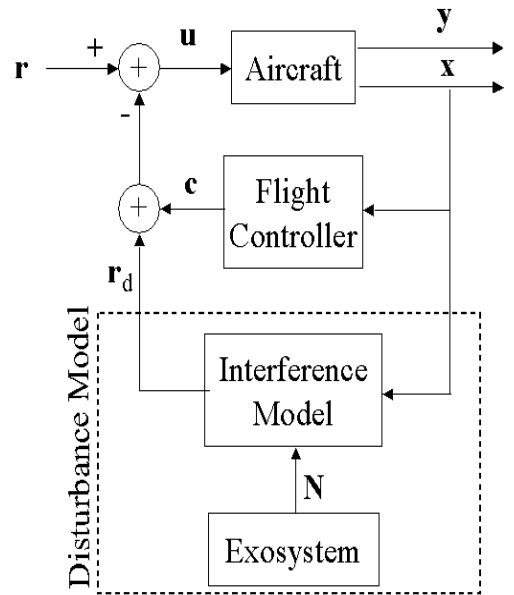 y
u
+
r
+
Aircraft
x
-
c
Flight
Controller
+
r_d
Disturbance Model
Interference
Model
N
Exosystem